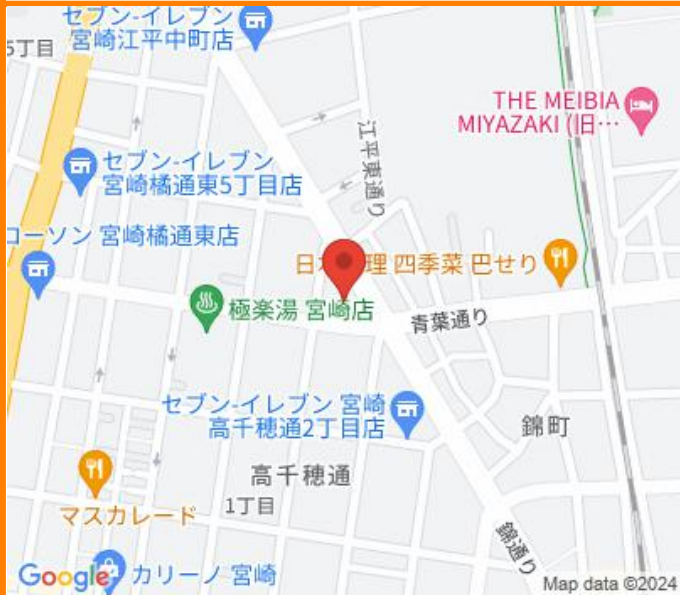 セブン-イレブン
宮崎江平中町店
5丁目
THE MEIBIA
MIYAZAKI (旧…
江平東通り
セブン-イレブン
宮崎橘通東5丁目店
ローソン 宮崎橘通東店
日本 理 四季菜 巴せり
極楽湯 宮崎店
青葉通り
セブン-イレブン 宮崎
高千穂通2丁目店
錦町
高千穂通
1丁目
マスカレード
錦通り
カリーノ 宮崎
Google
Map data ©2024